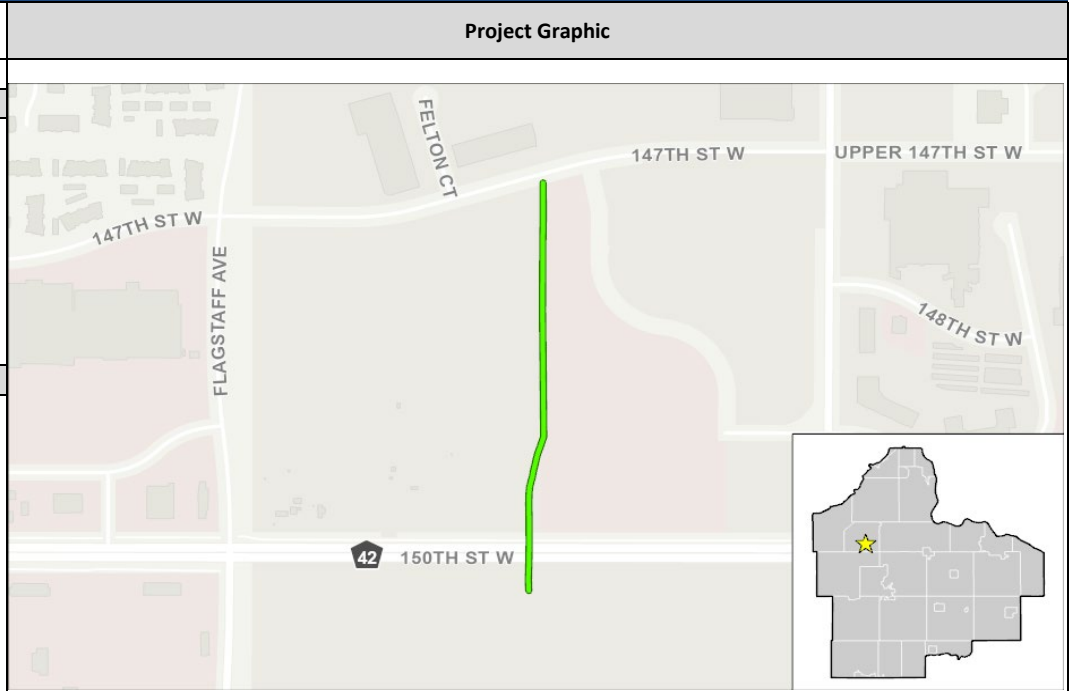 Project Graphic
FELTON CT
147TH ST W
UPPER 147TH ST W
147TH ST W
FLAGSTAFF AVE
148TH ST W
42
150TH ST W